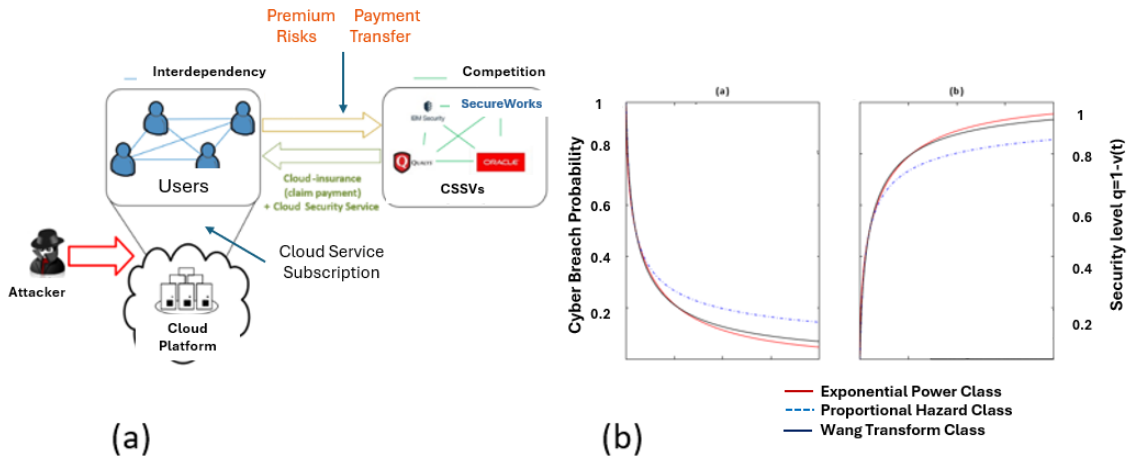 Premium Payment
Risks Transfer
Interdependency
Competition
SecureWorks
IBM Security
QUALYS
ORACLE
Users
CSSVs
Cloud-insurance
(claim payment)
+ Cloud Security Service
Cloud Service
Subscription
Attacker
Cloud
Platform
(a)
(a)
(b)
Cyber Breach Probability
1
0.8
0.6
0.4
0.2
1
0.8
0.6
0.4
0.2
Security level q=1-v(t)
Exponential Power Class
Proportional Hazard Class
Wang Transform Class
(b)